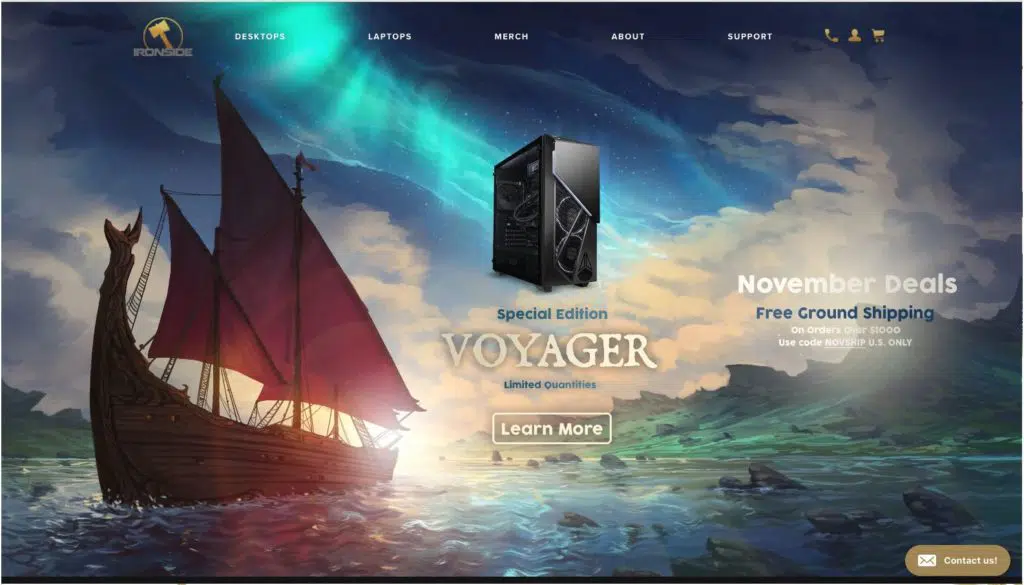 IRONSIDE
DESKTOPS
LAPTOPS
MERCH
ABOUT
SUPPORT
Special Edition
VOYAGER
Limited Quantities
Learn More
November Deals
Free Ground Shipping
On Orders Over $1000
Use code NOVSHIP U.S. ONLY
Contact us!